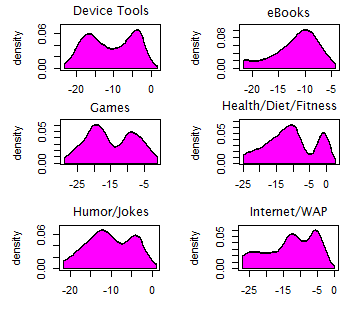 Device Tools
density
0.00 0.06
-20 -10 0
eBooks
density
0.00 0.08
-20 -15 -10 -5
Games
density
0.00 0.05
-25 -15 -5
Health/Diet/Fitness
density
0.00 0.05
-25 -15 -5 0
Humor/Jokes
density
0.00 0.06
-20 -10 0
Internet/WAP
density
0.00 0.05
-25 -15 -5 0